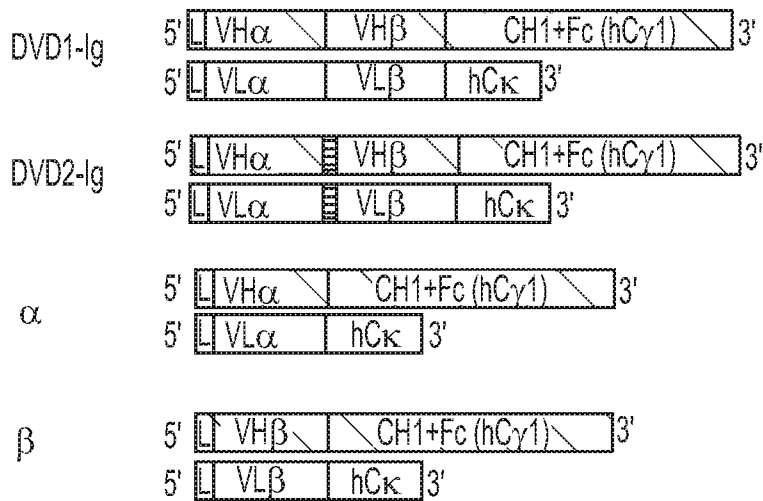 DVD1-Ig
5' L VHα VHβ CH1+Fc (hCγ1) 3'
5' L VLα VLβ hCκ 3'
DVD2-Ig
5' L VHα VHβ CH1+Fc (hCγ1) 3'
5' L VLα VLβ hCκ 3'
α
5' L VHα CH1+Fc (hCγ1) 3'
5' L VLα hCκ 3'
β
5' L VHβ CH1+Fc (hCγ1) 3'
5' L VLβ hCκ 3'